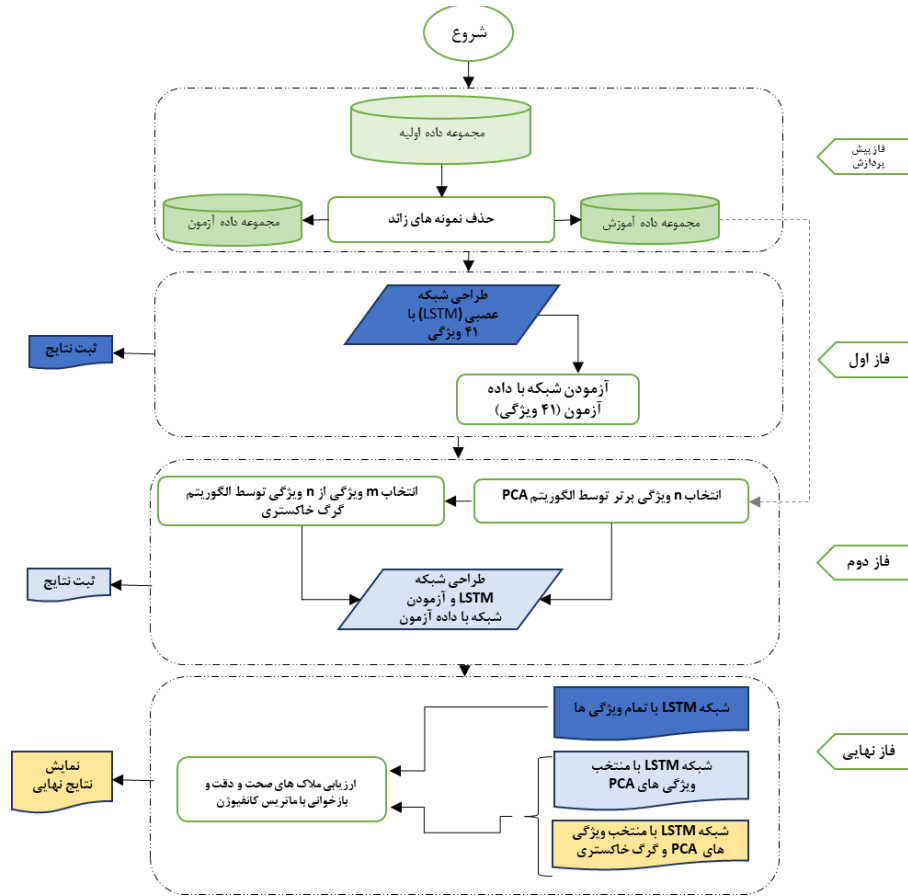 شروع
مجموعه داده اولیه
فاز پیش
پردازش
مجموعه داده آموزش
حذف نمونه های زائد
مجموعه داده آزمون
طراحی شبکه
عصبی (LSTM) با
۴۱ ویژگی
ثبت نتایج
فاز اول
آزمودن شبکه با داده
آزمون (۴۱ ویژگی)
انتخاب n ویژگی برتر توسط الگوریتم PCA
انتخاب m ویژگی از n ویژگی توسط الگوریتم
گرگ خاکستری
فاز دوم
طراحی شبکه
LSTM و آزمودن
شبکه با داده آزمون
ثبت نتایج
شبکه LSTM با تمام ویژگی ها
فاز نهایی
شبکه LSTM با منتخب
ویژگی های PCA
شبکه LSTM با منتخب ویژگی
های PCA و گرگ خاکستری
ارزیابی ملاک های صحت و دقت و
بازخوانی با ماتریس کانفیوژن
نمایش
نتایج نهایی